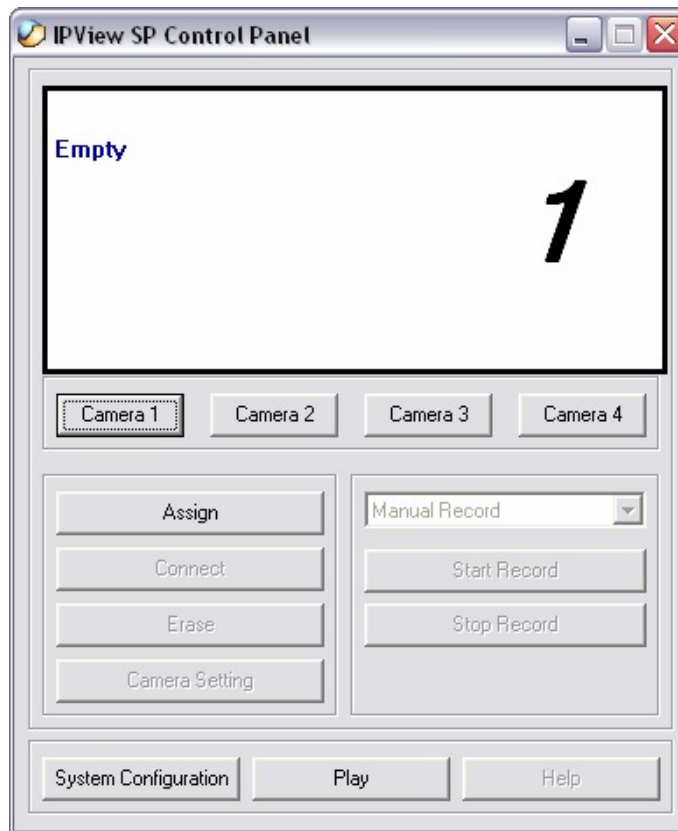 IPView SP Control Panel
Empty
1
Camera 1 Camera 2 Camera 3 Camera 4
Assign
Connect
Erase
Camera Setting
Manual Record
Start Record
Stop Record
System Configuration Play Help